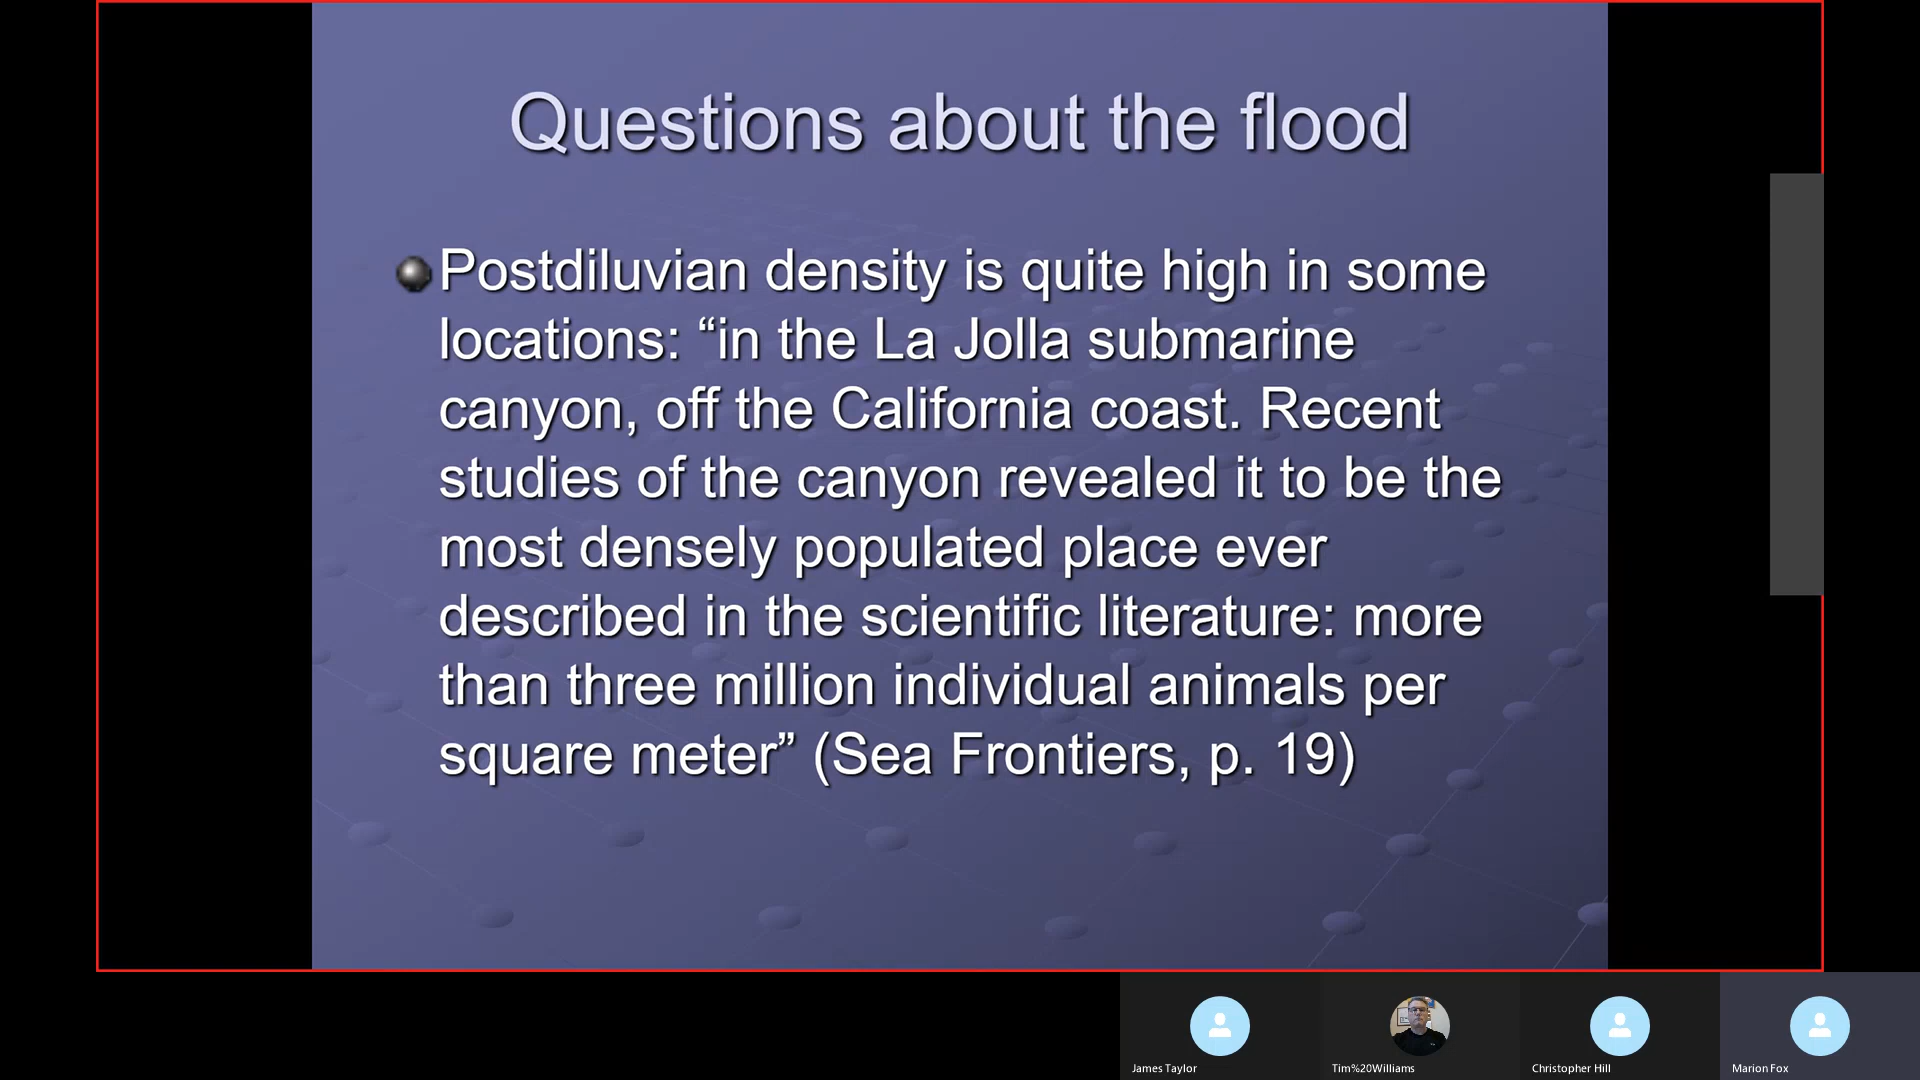 Questions about the flood
Postdiluvian density is quite high in some
locations: “in the La Jolla submarine
canyon, off the California coast. Recent
studies of the canyon revealed it to be the
most densely populated place ever
described in the scientific literature: more
than three million individual animals per
square meter” (Sea Frontiers, p. 19)
James Taylor
Tim%20Williams
Christopher Hill
Marion Fox